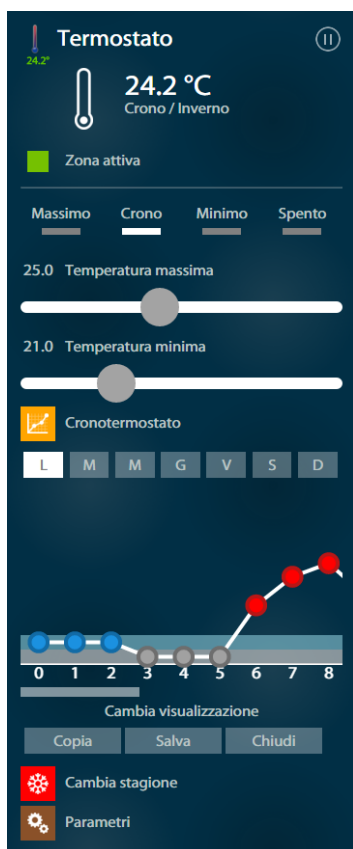 Termostato
24.2°
24.2 °C
Crono / Inverno
Zona attiva
Massimo Crono Minimo Spento
25.0 Temperatura massima
21.0 Temperatura minima
Cronotermostato
L M M G V S D
0 1 2 3 4 5 6 7 8
Cambia visualizzazione
Copia Salva Chiudi
Cambia stagione
Parametri